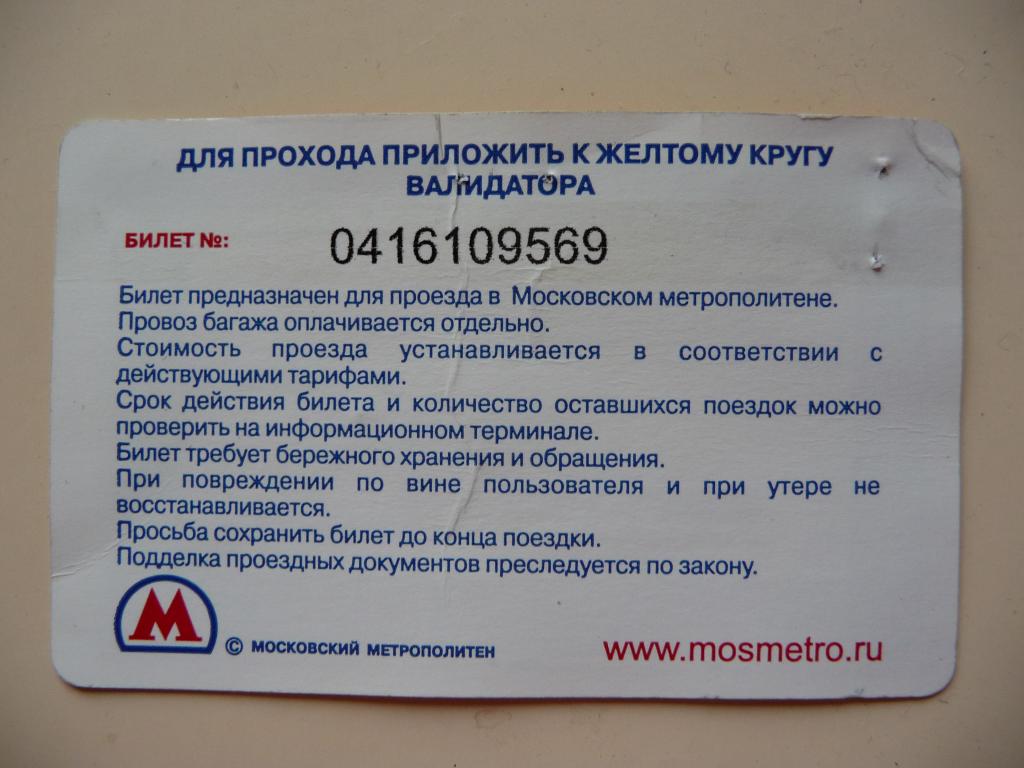 ДЛЯ ПРОХОДА ПРИЛОЖИТЬ К ЖЕЛТОМУ КРУГУ
ВАЛИДАТОРА
БИЛЕТ №: 0416109569
Билет предназначен для проезда в Московском метрополитене.
Провоз багажа оплачивается отдельно.
Стоимость проезда устанавливается в соответствии с
действующими тарифами.
Срок действия билета и количество оставшихся поездок можно
проверить на информационном терминале.
Билет требует бережного хранения и обращения.
При повреждении по вине пользователя и при утере не
восстанавливается.
Просьба сохранить билет до конца поездки.
Подделка проездных документов преследуется по закону.
М
© МОСКОВСКИЙ МЕТРОПОЛИТЕН www.mosmetro.ru